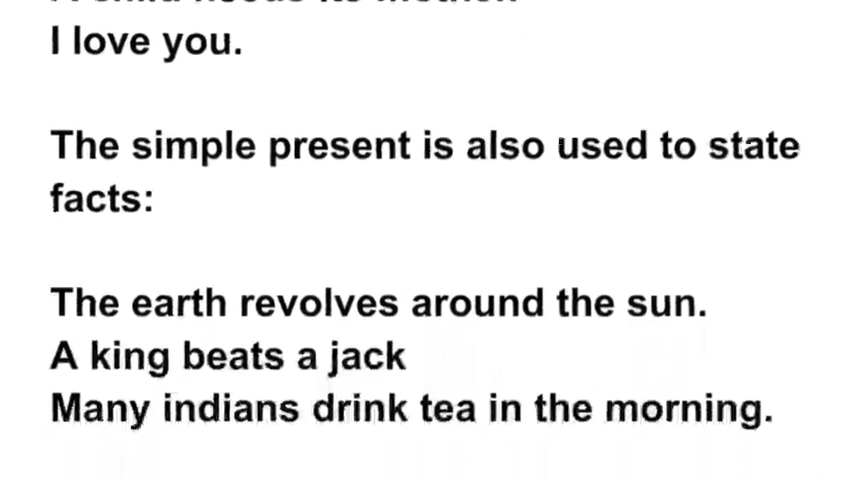 I love you.
The simple present is also used to state
facts:
The earth revolves around the sun.
A king beats a jack
Many indians drink tea in the morning.